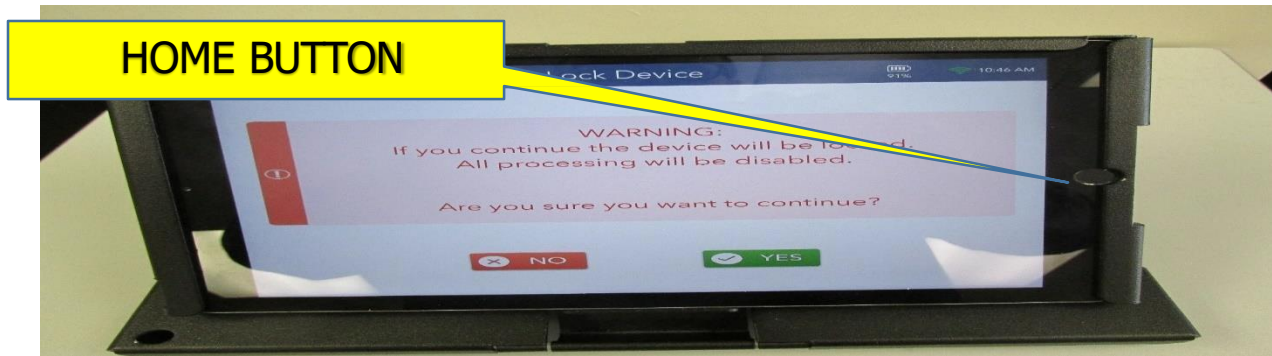 HOME BUTTON
ock Device
91%
10:46 AM
WARNING:
If you continue the device will be
All processing will be disabled.
Are you sure you want to continue?
NO
YES